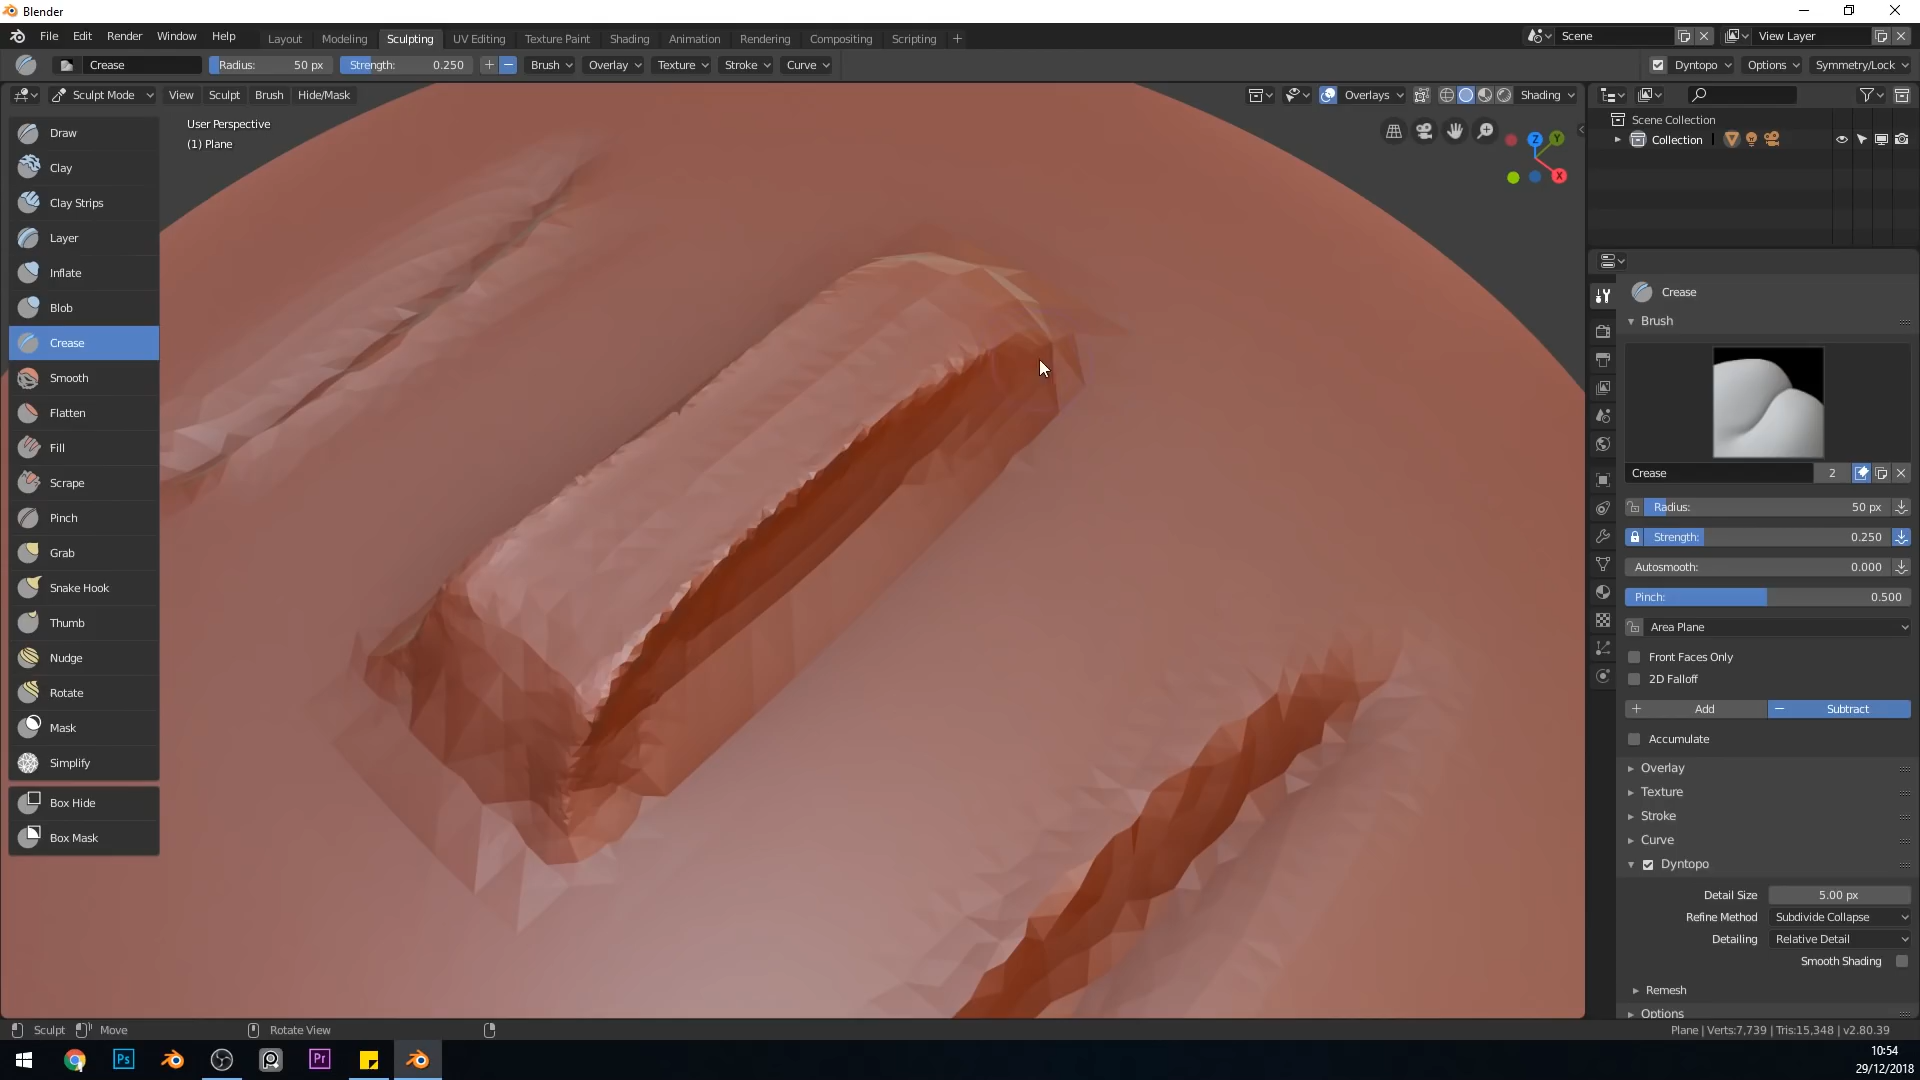 Blender
File Edit Render Window Help Layout Modeling Sculpting UV Editing Texture Paint Shading Animation Rendering Compositing Scripting + Scene View Layer
Crease Radius: 50 px Strength: 0.250 + − Brush Overlay Texture Stroke Curve Dyntopo Options Symmetry/Lock
Sculpt Mode View Sculpt Brush Hide/Mask Overlays Shading
User Perspective
(1) Plane
Z
Y
X
Draw
Clay
Clay Strips
Layer
Inflate
Blob
Crease
Smooth
Flatten
Fill
Scrape
Pinch
Grab
Snake Hook
Thumb
Nudge
Rotate
Mask
Simplify
Box Hide
Box Mask
Scene Collection
Collection
Crease
Brush
Crease 2
Radius: 50 px
Strength: 0.250
Autosmooth: 0.000
Pinch: 0.500
Area Plane
Front Faces Only
2D Falloff
+ Add − Subtract
Accumulate
Overlay
Texture
Stroke
Curve
Dyntopo
Detail Size 5.00 px
Refine Method Subdivide Collapse
Detailing Relative Detail
Smooth Shading
Remesh
Options
Sculpt Move Rotate View Plane | Verts:7,739 | Tris:15,348 | v2.80.39
Ps Pr
10:54
29/12/2018